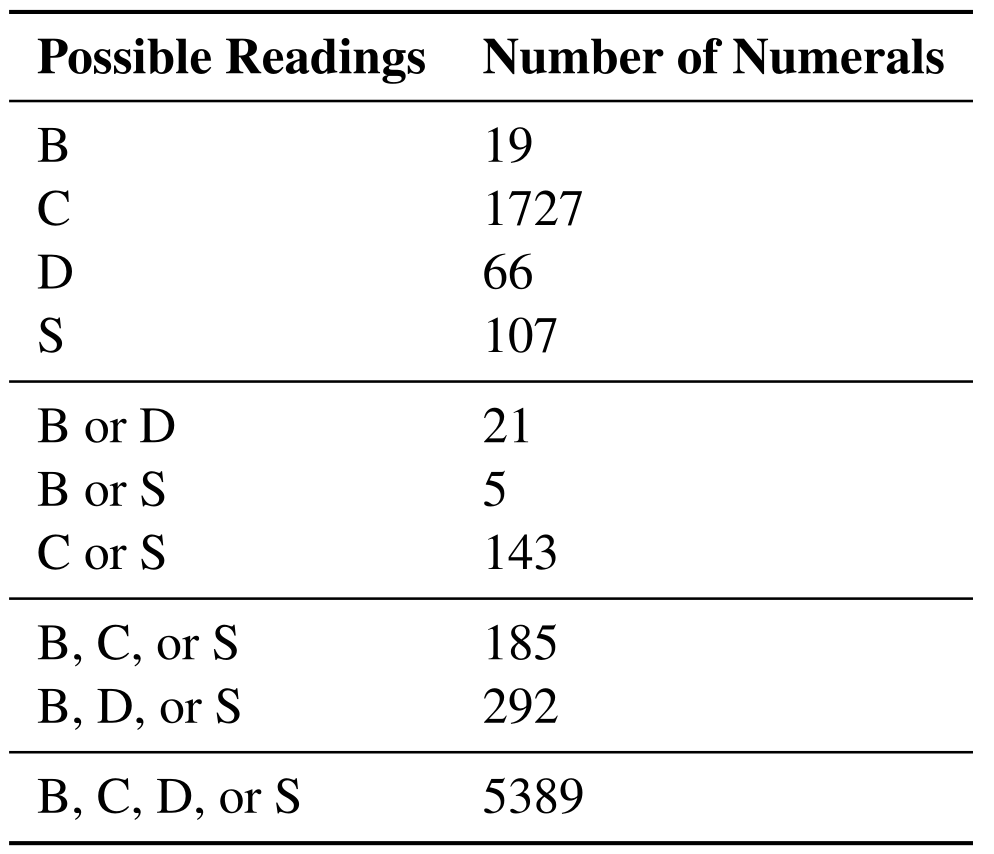 Possible Readings Number of Numerals
B 19
C 1727
D 66
S 107
B or D 21
B or S 5
C or S 143
B, C, or S 185
B, D, or S 292
B, C, D, or S 5389